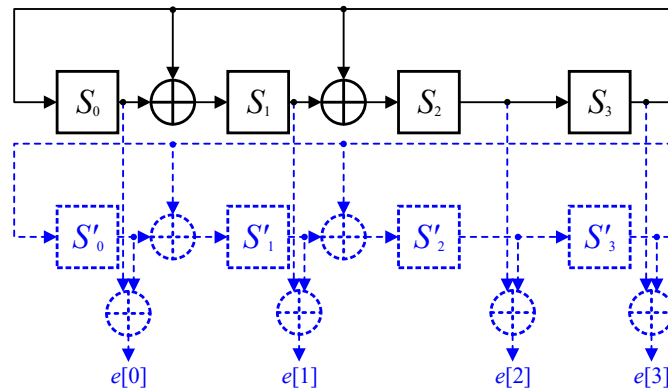 S₀ S₁ S₂ S₃
S′₀ S′₁ S′₂ S′₃
e[0] e[1] e[2] e[3]